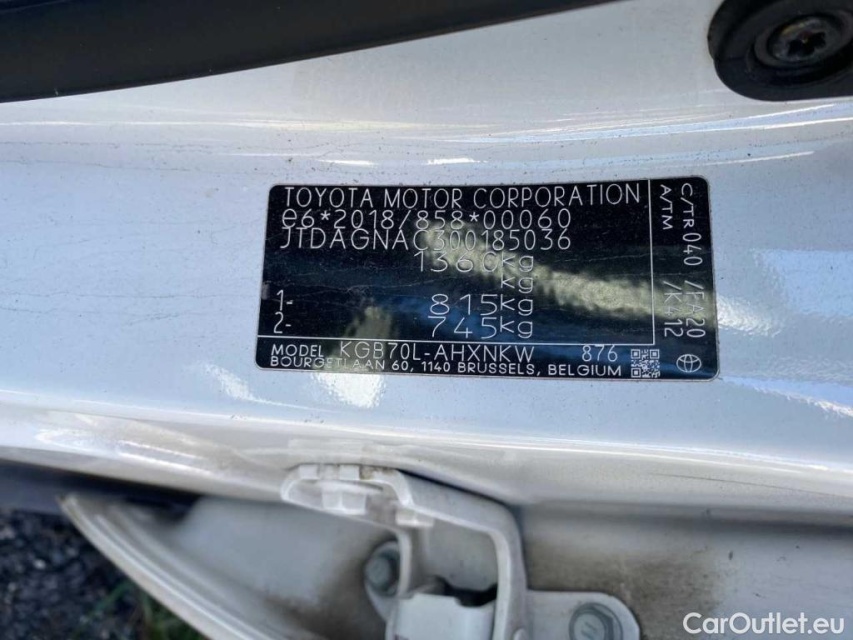 TOYOTA MOTOR CORPORATION
e6*2018/858*00060
JTDAGNAC300185036
1360kg
kg
1- 815kg
2- 745kg
MODEL KGB70L-AHXNKW 876
BOURGETLAAN 60, 1140 BRUSSELS, BELGIUM
C/TR 040 /FA20
A/TM /K412
CarOutlet.eu